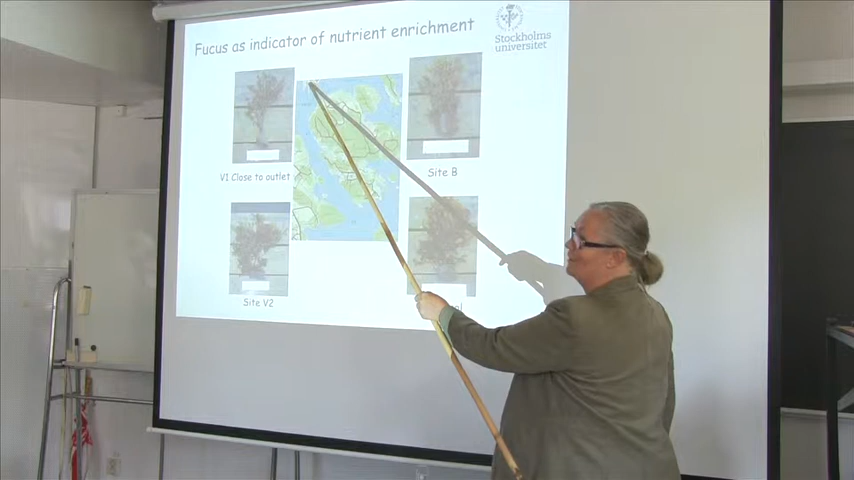 Fucus as indicator of nutrient enrichment
Stockholms
universitet
V1 Close to outlet
Site B
Site V2